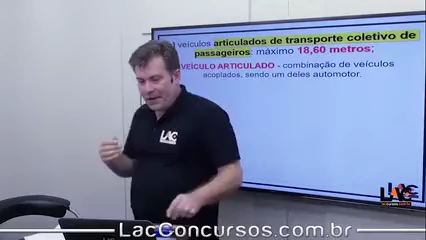 ) veículos articulados de transporte coletivo de
passageiros: máximo 18,60 metros;
VEÍCULO ARTICULADO - combinação de veículos
acoplados, sendo um deles automotor.
LAC
LAC
LacConcursos.com.br